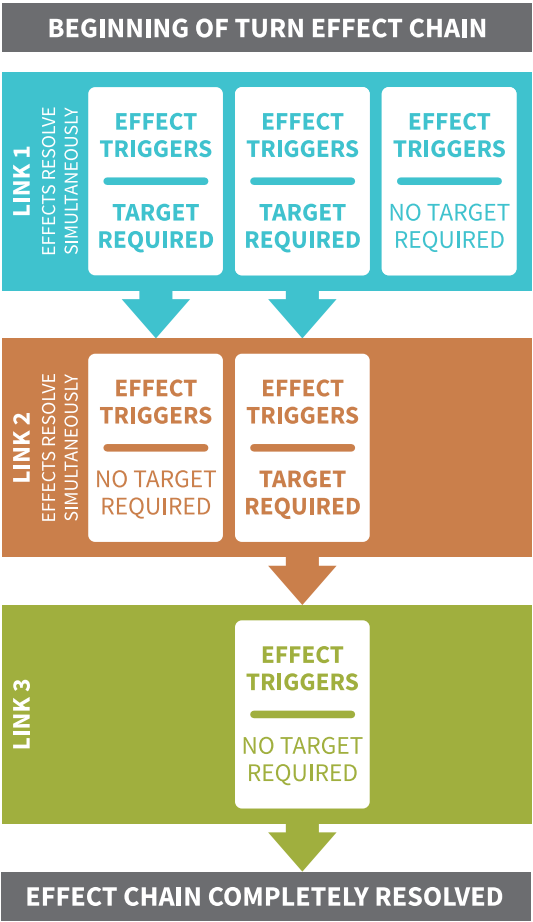 BEGINNING OF TURN EFFECT CHAIN
LINK 1
EFFECTS RESOLVE
SIMULTANEOUSLY
EFFECT
TRIGGERS
TARGET
REQUIRED
EFFECT
TRIGGERS
TARGET
REQUIRED
EFFECT
TRIGGERS
NO TARGET
REQUIRED
LINK 2
EFFECTS RESOLVE
SIMULTANEOUSLY
EFFECT
TRIGGERS
NO TARGET
REQUIRED
EFFECT
TRIGGERS
TARGET
REQUIRED
LINK 3
EFFECT
TRIGGERS
NO TARGET
REQUIRED
EFFECT CHAIN COMPLETELY RESOLVED